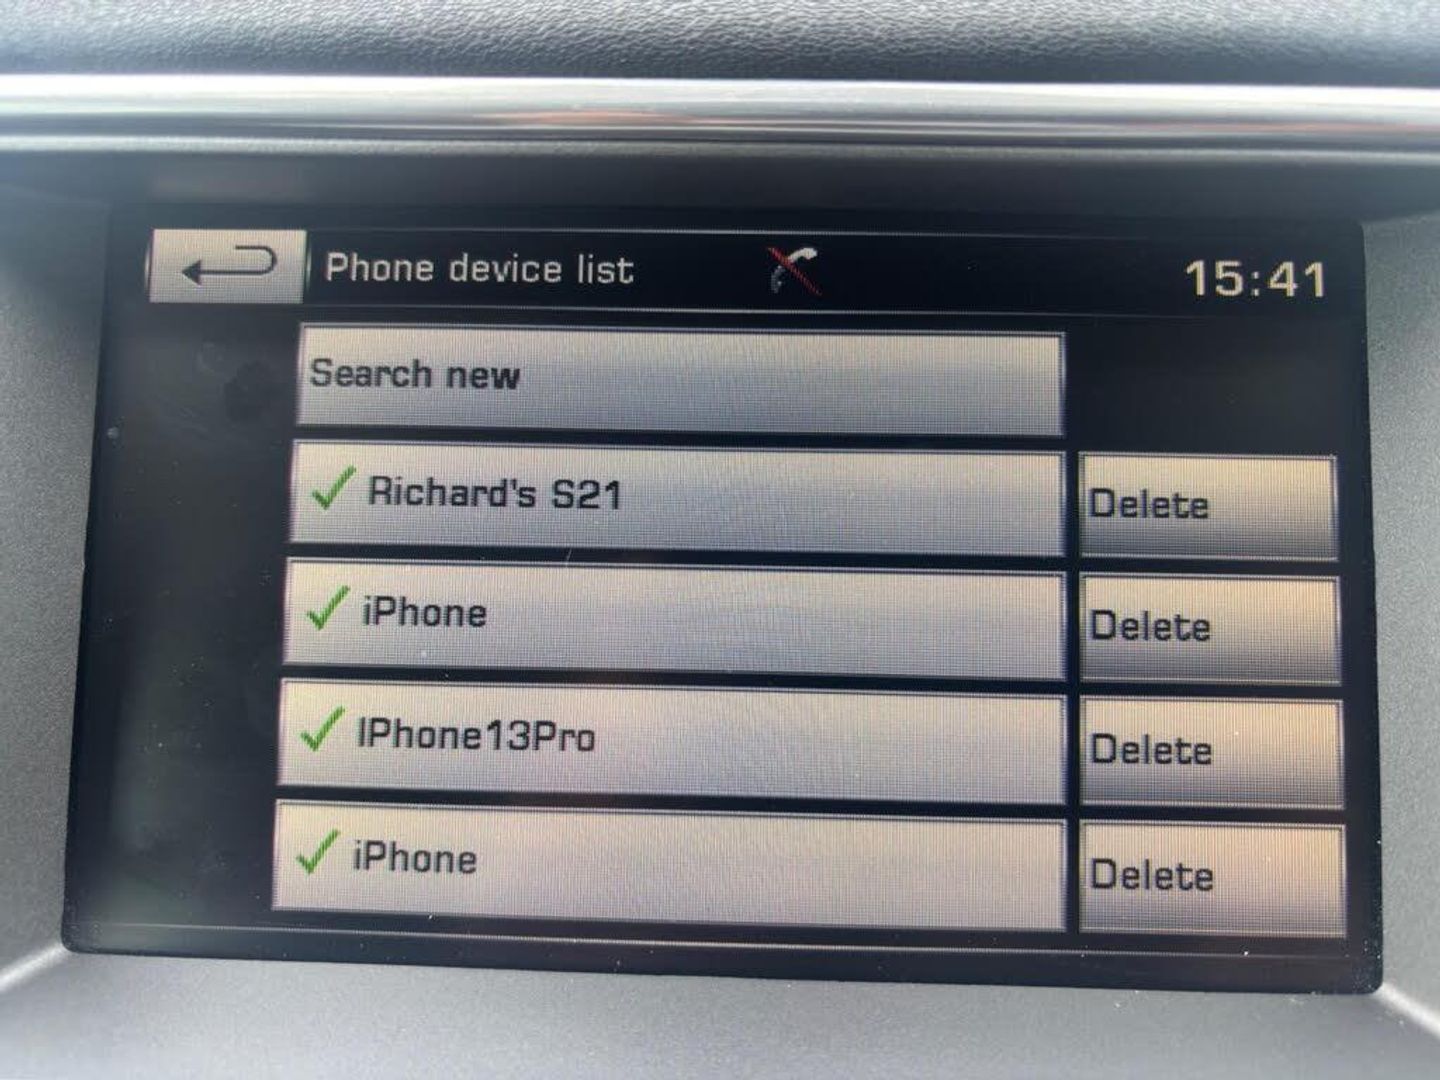 Phone device list
15:41
Search new
Richard's S21
Delete
iPhone
Delete
IPhone13Pro
Delete
iPhone
Delete